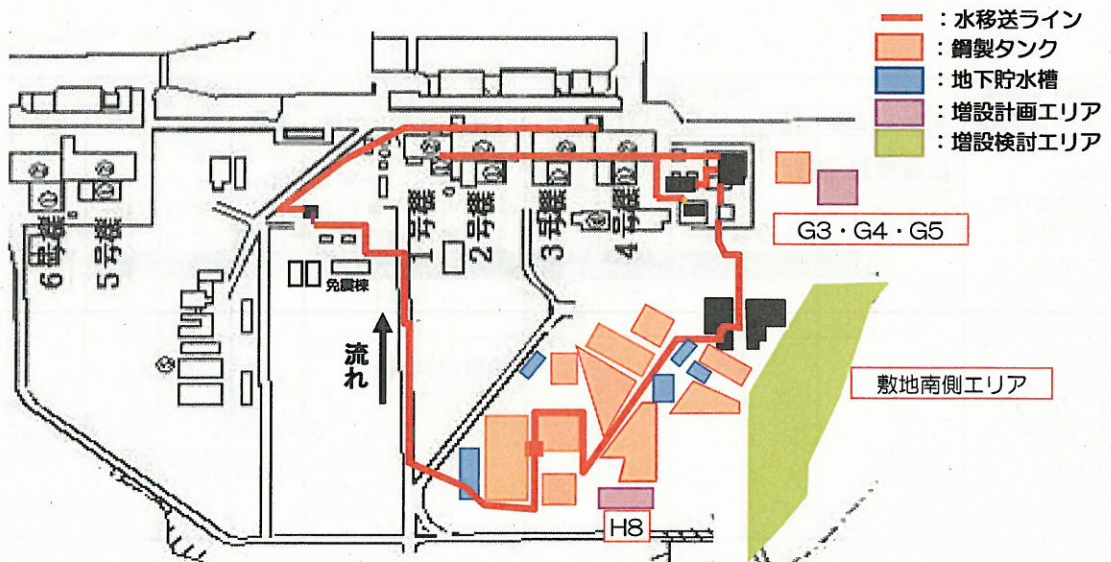 ：水移送ライン
：鋼製タンク
：地下貯水槽
：増設計画エリア
：増設検討エリア
6号機
5号機
1号機
2号機
3号機
4号機
G3・G4・G5
免震棟
流れ
敷地南側エリア
H8